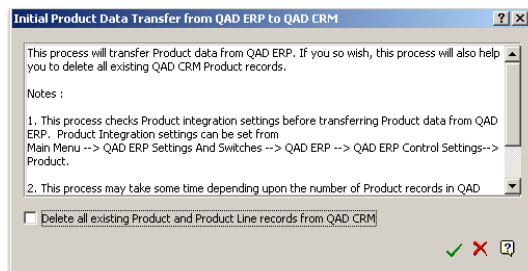 Initial Product Data Transfer from QAD ERP to QAD CRM
This process will transfer Product data from QAD ERP. If you so wish, this process will also help
you to delete all existing QAD CRM Product records.
Notes :
1. This process checks Product integration settings before transferring Product data from QAD
ERP.  Product Integration settings can be set from
Main Menu --> QAD ERP Settings And Switches --> QAD ERP --> QAD ERP Control Settings-->
Product.
2. This process may take some time depending upon the number of Product records in QAD
Delete all existing Product and Product Line records from QAD CRM